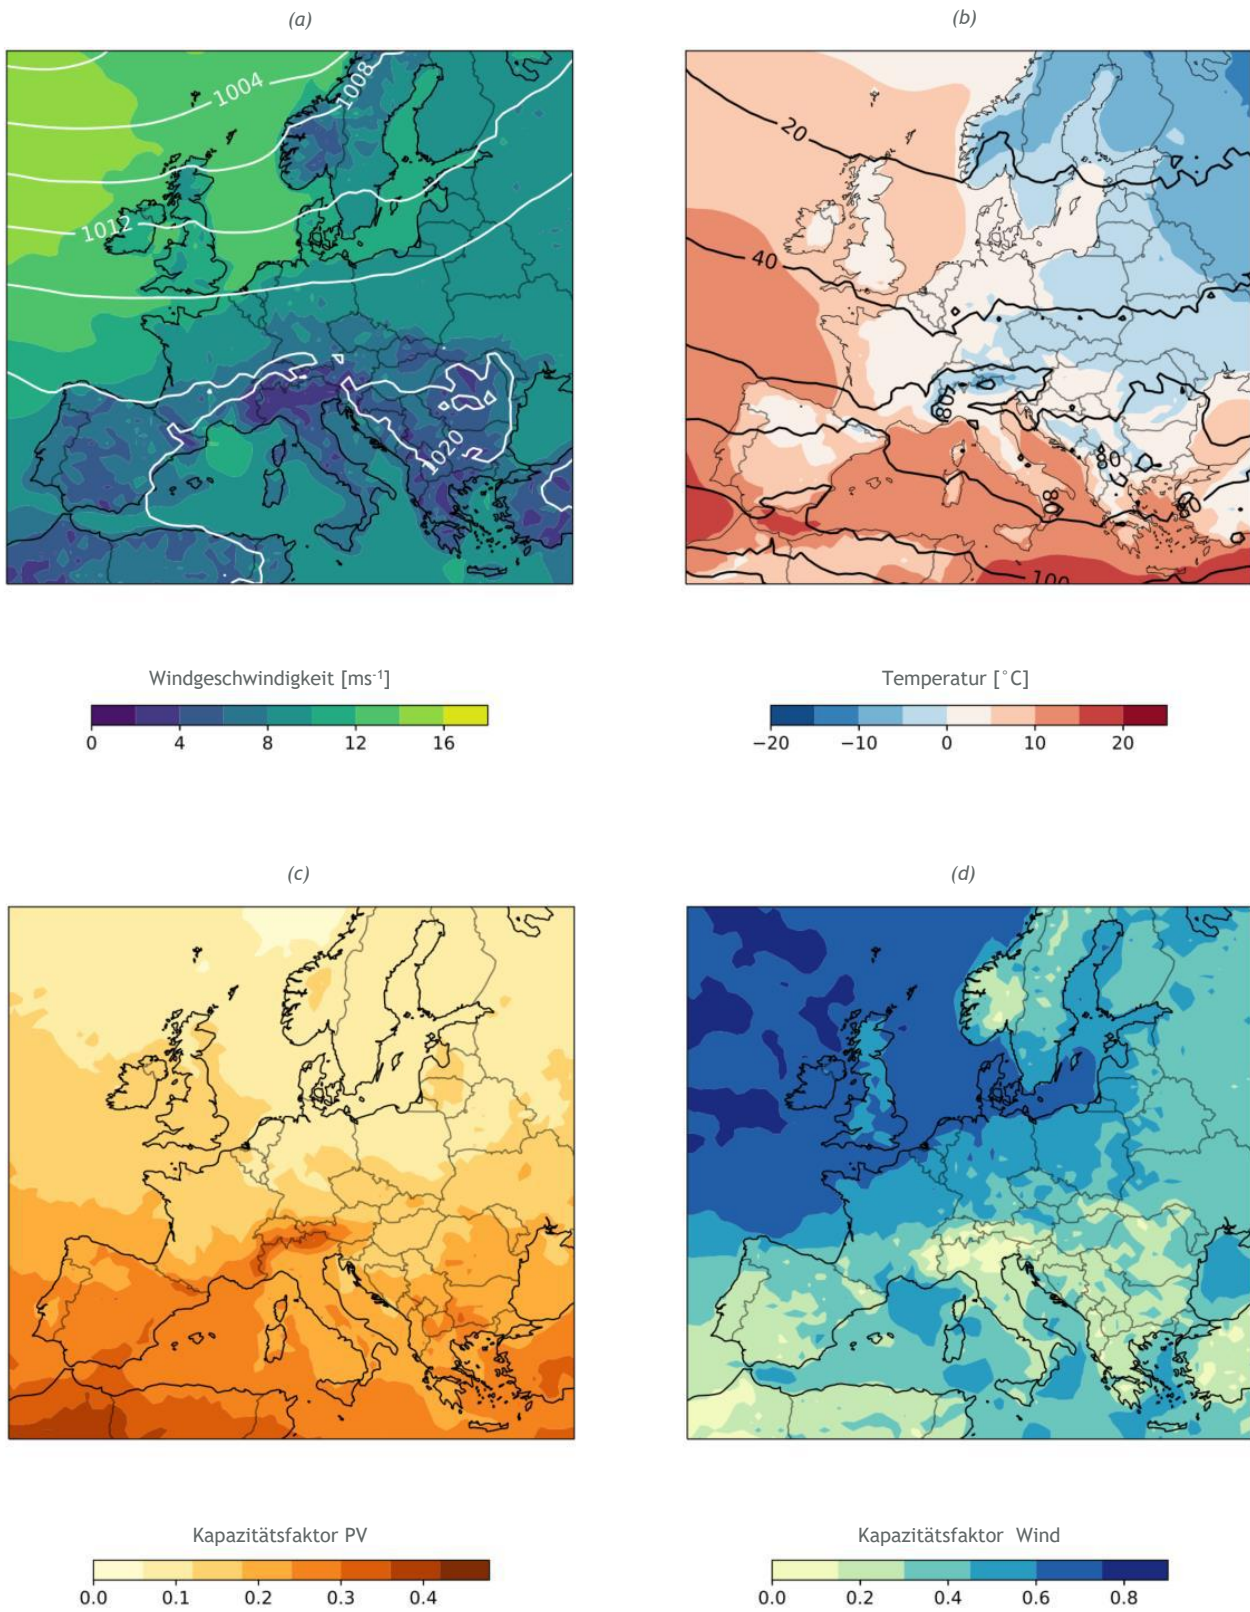 (a)
(b)
1004
1008
1012
1020
20
40
80
80
80
80
100
Windgeschwindigkeit [ms-1]
0 4 8 12 16
Temperatur [°C]
−20 −10 0 10 20
(c)
(d)
Kapazitätsfaktor PV
0.0 0.1 0.2 0.3 0.4
Kapazitätsfaktor Wind
0.0 0.2 0.4 0.6 0.8